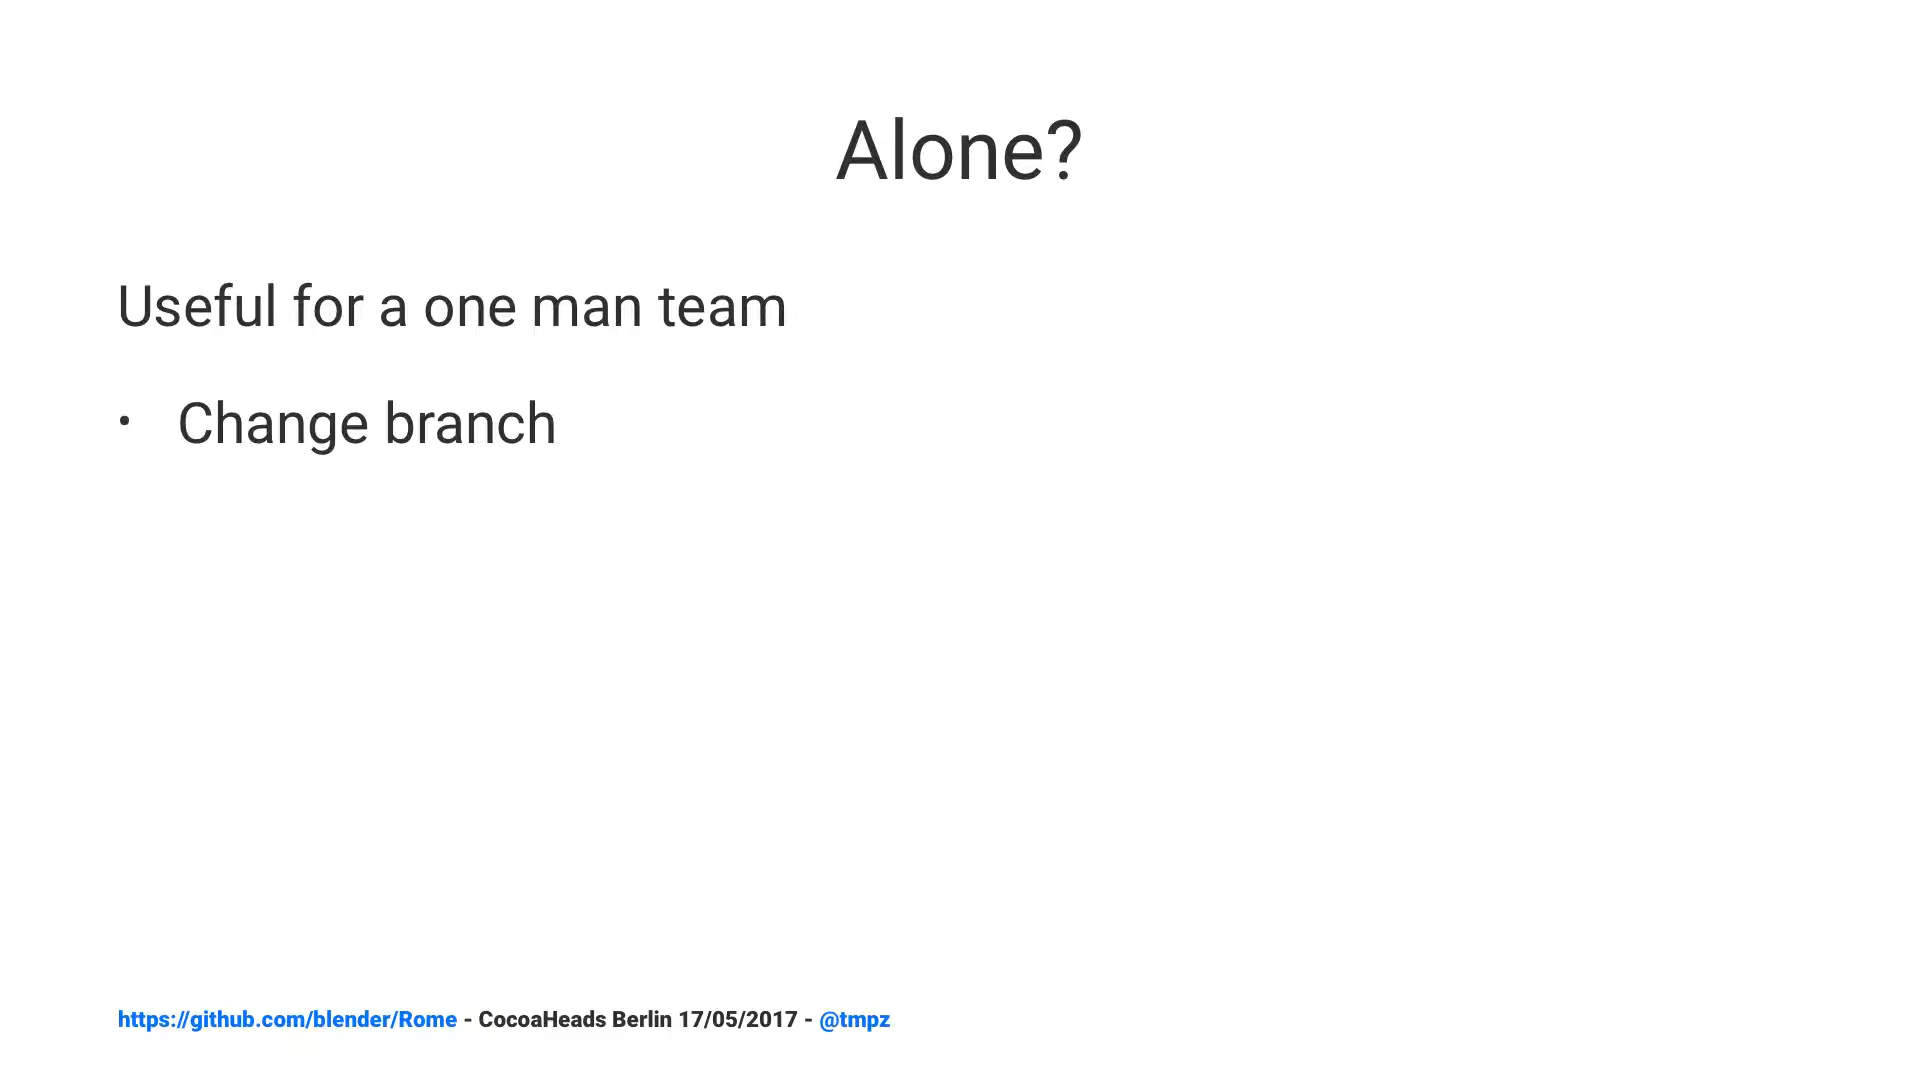 Alone?
Useful for a one man team
• Change branch
https://github.com/blender/Rome - CocoaHeads Berlin 17/05/2017 - @tmpz